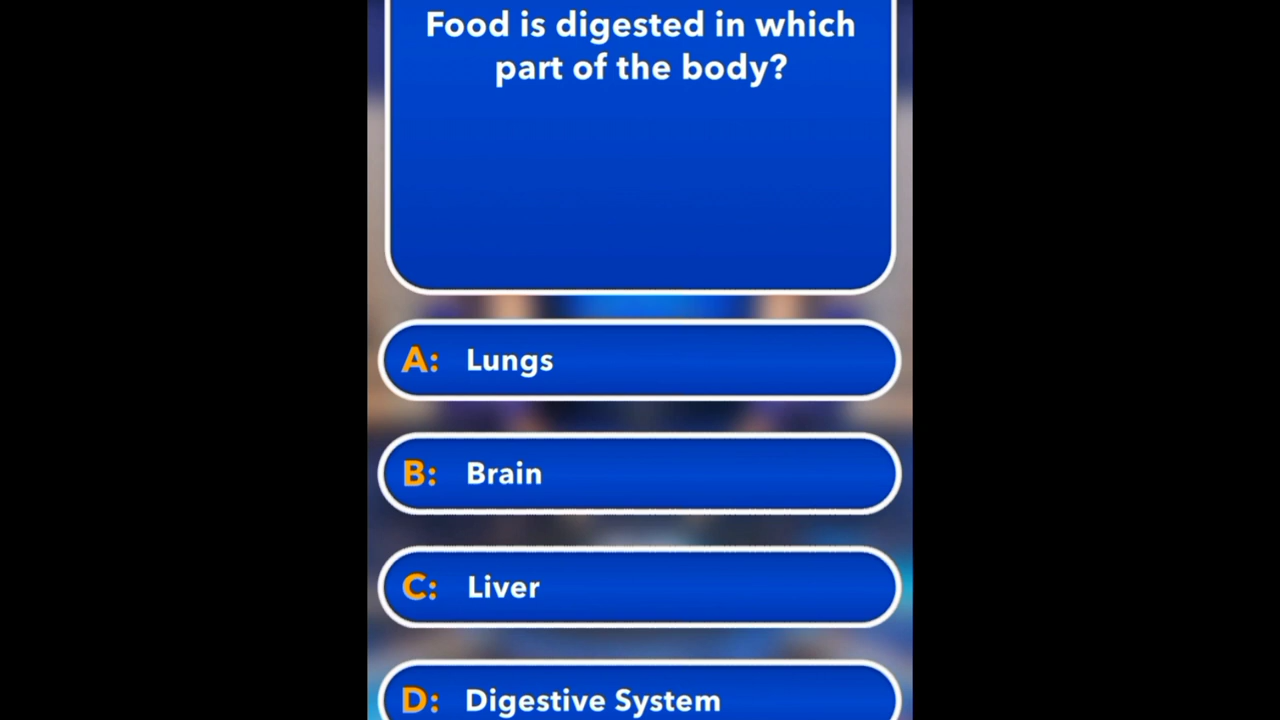 Food is digested in which
part of the body?
A: Lungs
B: Brain
C: Liver
D: Digestive System